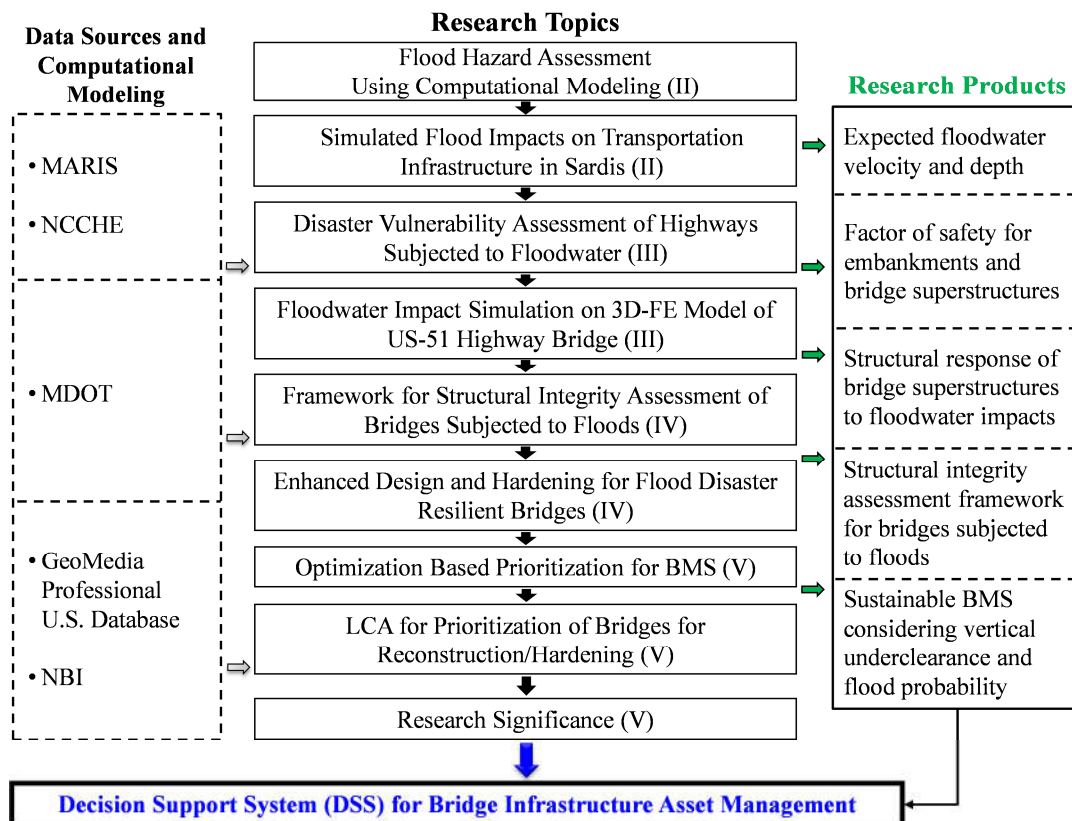 Research Topics
Data Sources and
Computational
Modeling
• MARIS
• NCCHE
• MDOT
• GeoMedia
Professional
U.S. Database
• NBI
Flood Hazard Assessment
Using Computational Modeling (II)
Simulated Flood Impacts on Transportation
Infrastructure in Sardis (II)
Disaster Vulnerability Assessment of Highways
Subjected to Floodwater (III)
Floodwater Impact Simulation on 3D-FE Model of
US-51 Highway Bridge (III)
Framework for Structural Integrity Assessment of
Bridges Subjected to Floods (IV)
Enhanced Design and Hardening for Flood Disaster
Resilient Bridges (IV)
Optimization Based Prioritization for BMS (V)
LCA for Prioritization of Bridges for
Reconstruction/Hardening (V)
Research Significance (V)
Research Products
Expected floodwater
velocity and depth
Factor of safety for
embankments and
bridge superstructures
Structural response of
bridge superstructures
to floodwater impacts
Structural integrity
assessment framework
for bridges subjected
to floods
Sustainable BMS
considering vertical
underclearance and
flood probability
Decision Support System (DSS) for Bridge Infrastructure Asset Management